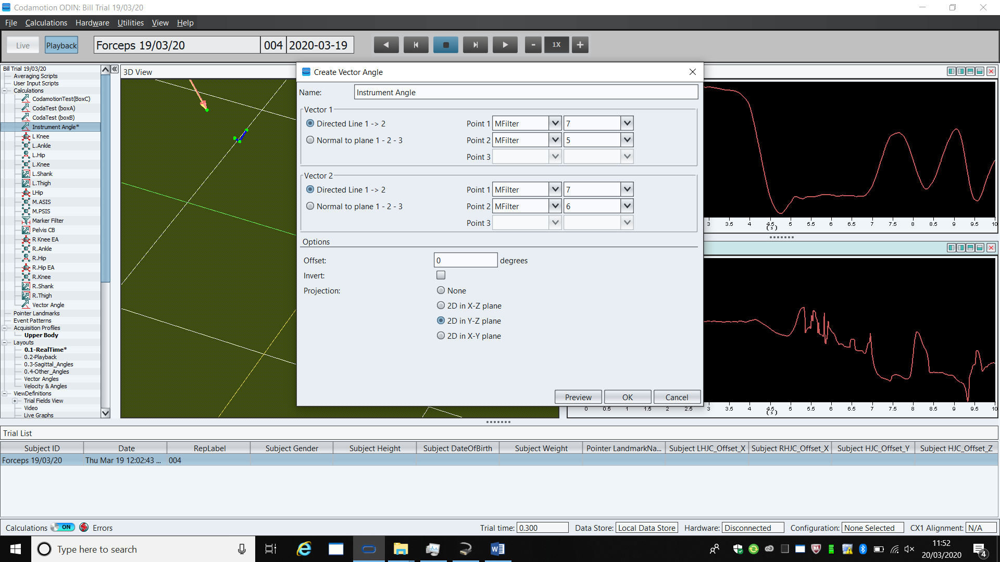 Codamotion ODIN: Bill Trial 19/03/20
File Calculations Hardware Utilities View Help
Live Playback Forceps 19/03/20 004 2020-03-19 - 1X +
Bill Trial 19/03/20
Averaging Scripts
User Input Scripts
Calculations
CodamotionTest(BoxC)
CodaTest (boxA)
CodaTest (boxB)
Instrument Angle*
L Knee
L.Ankle
L.Hip
L.Knee
L.Shank
L.Thigh
LHip
M.ASIS
M.PSIS
Marker Filter
Pelvis CB
R Knee EA
R.Ankle
R.Hip
R.Hip EA
R.Knee
R.Shank
R.Thigh
Vector Angle
Pointer Landmarks
Event Patterns
Acquisition Profiles
Upper Body
Layouts
0.1-RealTime*
0.2-Playback
0.3-Sagittal_Angles
0.4-Other_Angles
Vector Angles
Velocity & Angles
ViewDefinitions
Trial Fields View
Video
Live Graphs
3D View
Create Vector Angle
Name: Instrument Angle
Vector 1
Directed Line 1 -> 2 Point 1 MFilter 7
Normal to plane 1 - 2 - 3 Point 2 MFilter 5
Point 3
Vector 2
Directed Line 1 -> 2 Point 1 MFilter 7
Normal to plane 1 - 2 - 3 Point 2 MFilter 6
Point 3
Options
Offset: 0 degrees
Invert:
Projection: None
2D in X-Z plane
2D in Y-Z plane
2D in X-Y plane
Preview OK Cancel
3 3.5 4 4.5 5 5.5 6 6.5 7 7.5 8 8.5 9 9.5 10
(s)
0 0.5 1 1.5 2 2.5 3 3.5 4 4.5 5 5.5 6 6.5 7 7.5 8 8.5 9 9.5 10
(s)
Trial List
Subject ID Date RepLabel Subject Gender Subject Height Subject DateOfBirth Subject Weight Pointer LandmarkNa... Subject LHJC_Offset_X Subject RHJC_Offset_X Subject HJC_Offset_Y Subject HJC_Offset_Z
Forceps 19/03/20 Thu Mar 19 12:02:43 ... 004
Calculations ON Errors Trial time: 0.300 Data Store: Local Data Store Hardware: Disconnected Configuration: None Selected CX1 Alignment: N/A
Type here to search
11:52
20/03/2020
4